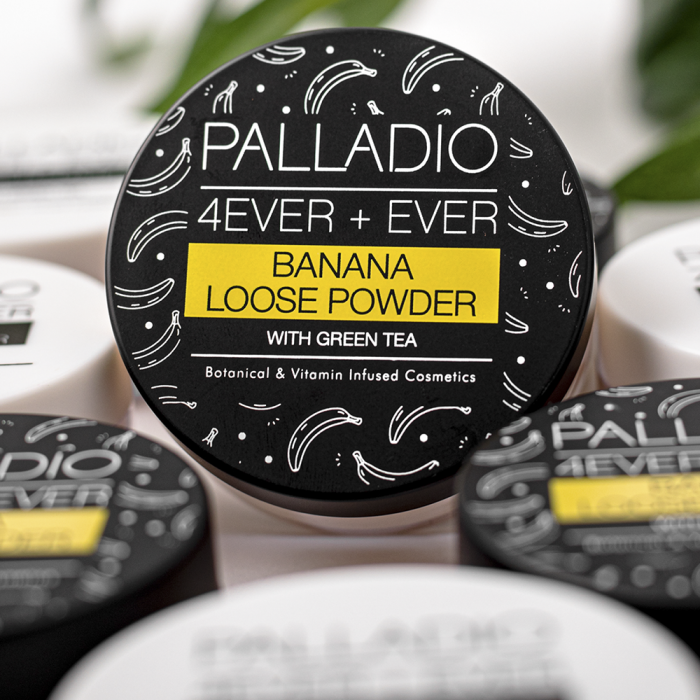 PALLADIO
4EVER + EVER
BANANA
LOOSE POWDER
WITH GREEN TEA
Botanical & Vitamin Infused Cosmetics